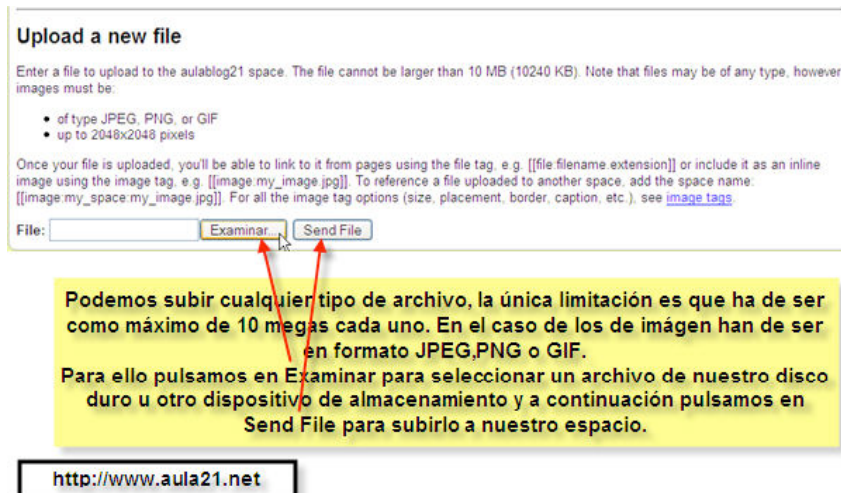 Upload a new file
Enter a file to upload to the aulablog21 space. The file cannot be larger than 10 MB (10240 KB). Note that files may be of any type, however
images must be:
• of type JPEG, PNG, or GIF
• up to 2048x2048 pixels
Once your file is uploaded, you'll be able to link to it from pages using the file tag, e.g. [[file:filename.extension]] or include it as an inline
image using the image tag, e.g. [[image:my_image.jpg]]. To reference a file uploaded to another space, add the space name:
[[image:my_space:my_image.jpg]]. For all the image tag options (size, placement, border, caption, etc.), see image tags.
File: Examinar... Send File
Podemos subir cualquier tipo de archivo, la única limitación es que ha de ser
como máximo de 10 megas cada uno. En el caso de los de imágen han de ser
en formato JPEG,PNG o GIF.
Para ello pulsamos en Examinar para seleccionar un archivo de nuestro disco
duro u otro dispositivo de almacenamiento y a continuación pulsamos en
Send File para subirlo a nuestro espacio.
http://www.aula21.net